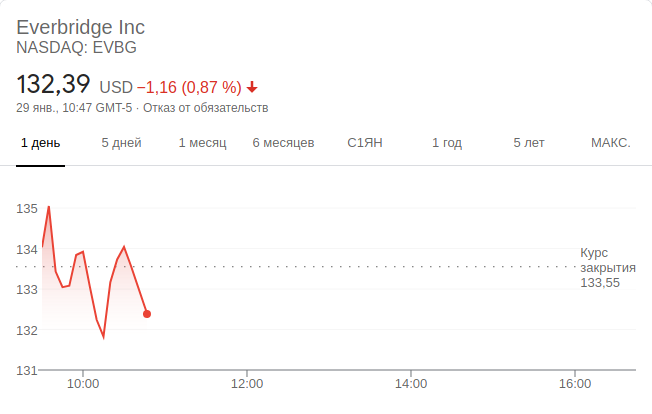 Everbridge Inc
NASDAQ: EVBG
132,39 USD −1,16 (0,87 %)
29 янв., 10:47 GMT-5 · Отказ от обязательств
1 день 5 дней 1 месяц 6 месяцев С1ЯН 1 год 5 лет МАКС.
135
134
133
132
131
Курс
закрытия
133,55
10:00 12:00 14:00 16:00